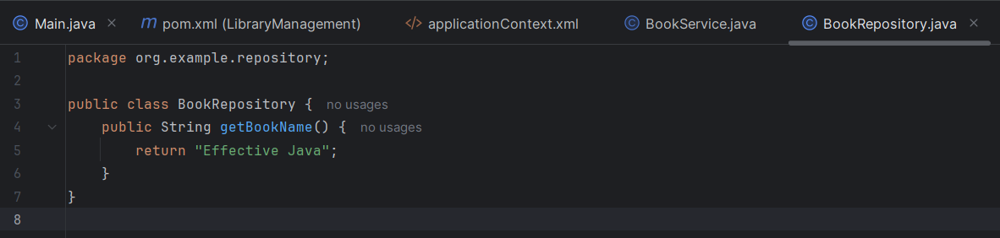 Main.java
pom.xml (LibraryManagement)
applicationContext.xml
BookService.java
BookRepository.java
1 package org.example.repository;
2
3 public class BookRepository { no usages
4 public String getBookName() { no usages
5 return "Effective Java";
6 }
7 }
8